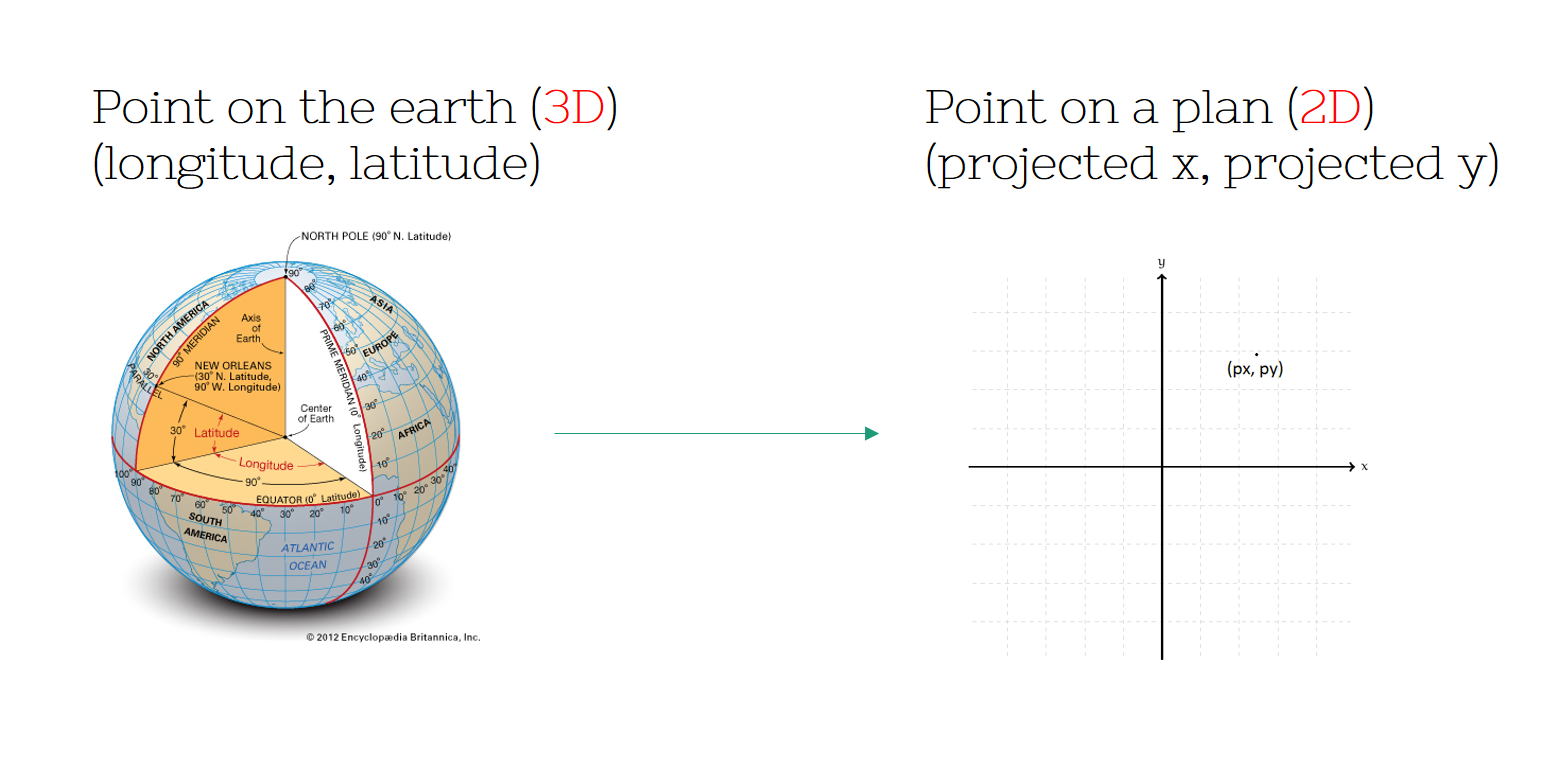 Point on the earth (3D)
(longitude, latitude)
Point on a plan (2D)
(projected x, projected y)
NORTH POLE (90° N. Latitude)
90°
80°
70°
60°
50°
40°
30°
20°
10°
ASIA
EUROPE
AFRICA
NORTH AMERICA
90° MERIDIAN
Axis
of
Earth
PRIME MERIDIAN (0° Longitude)
NEW ORLEANS
(30° N. Latitude,
90° W. Longitude)
30°
PARALLEL
Center
of Earth
30°
Latitude
Longitude
90°
EQUATOR (0° Latitude)
100°
90°
80°
70°
60°
50°
40°
30°
20°
10°
0°
10°
20°
30°
40°
10°
20°
30°
40°
SOUTH
AMERICA
ATLANTIC
OCEAN
© 2012 Encyclopædia Britannica, Inc.
y
(px, py)
x